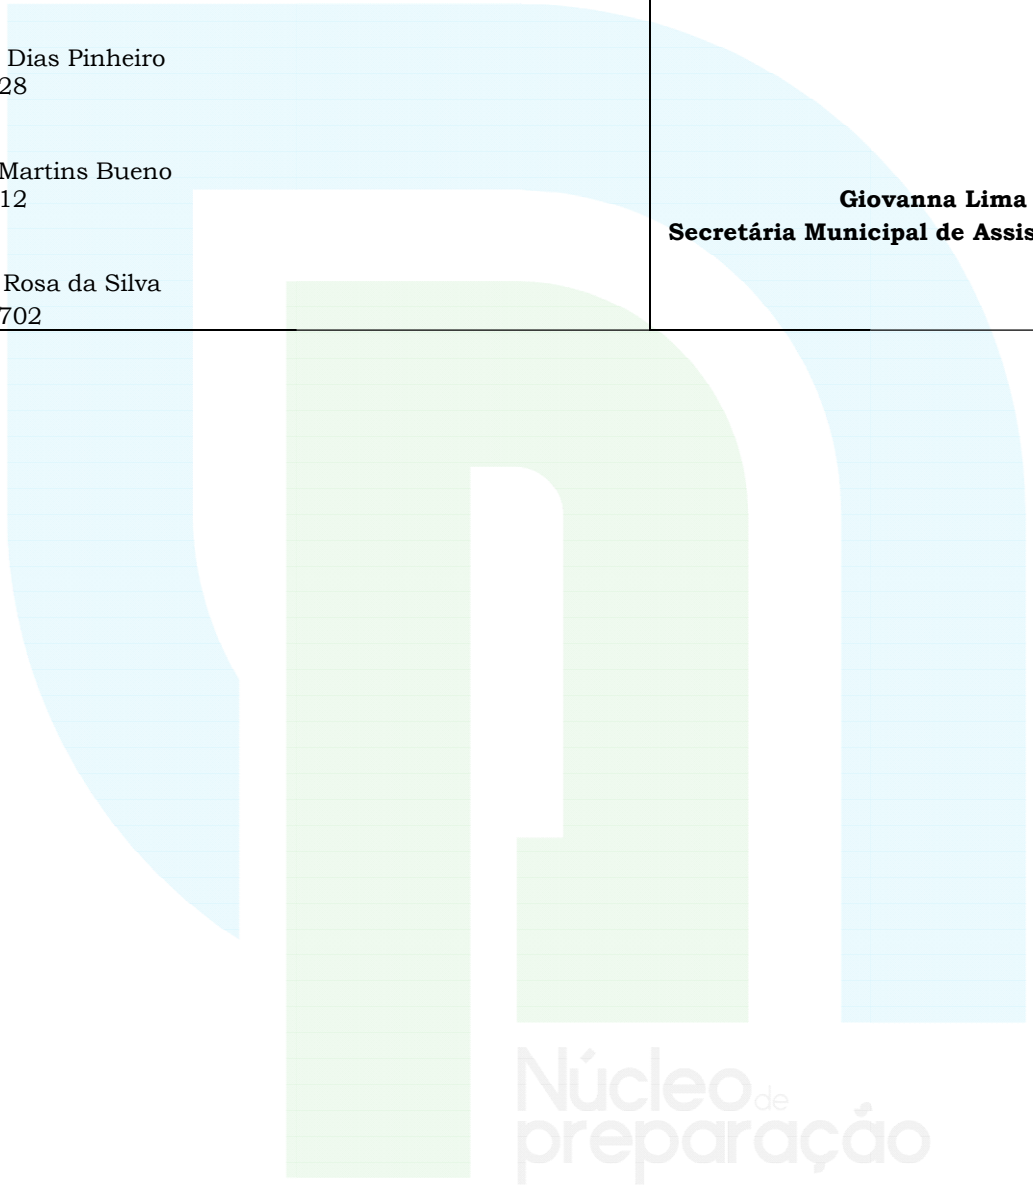 Dias Pinheiro
28
Martins Bueno
12
Rosa da Silva
702
Giovanna Lima
Secretária Municipal de Assis
Núcleo de
preparação